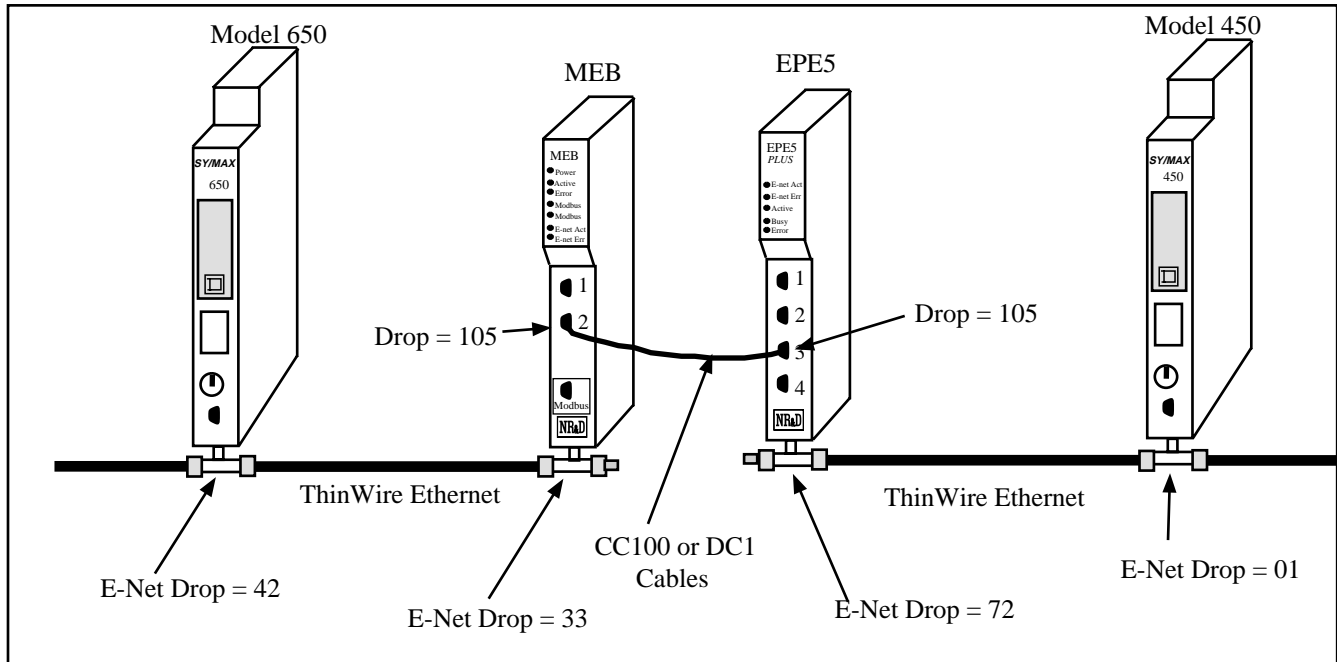 Model 650
MEB
EPE5
Model 450
SY/MAX
650
MEB
Power
Active
Error
Modbus
Modbus
E-net Act
E-net Err
1
2
Modbus
NR&D
EPE5
PLUS
E-net Act
E-net Err
Active
Busy
Error
1
2
3
4
NR&D
SY/MAX
450
Drop = 105
Drop = 105
ThinWire Ethernet
ThinWire Ethernet
CC100 or DC1
Cables
E-Net Drop = 42
E-Net Drop = 33
E-Net Drop = 72
E-Net Drop = 01